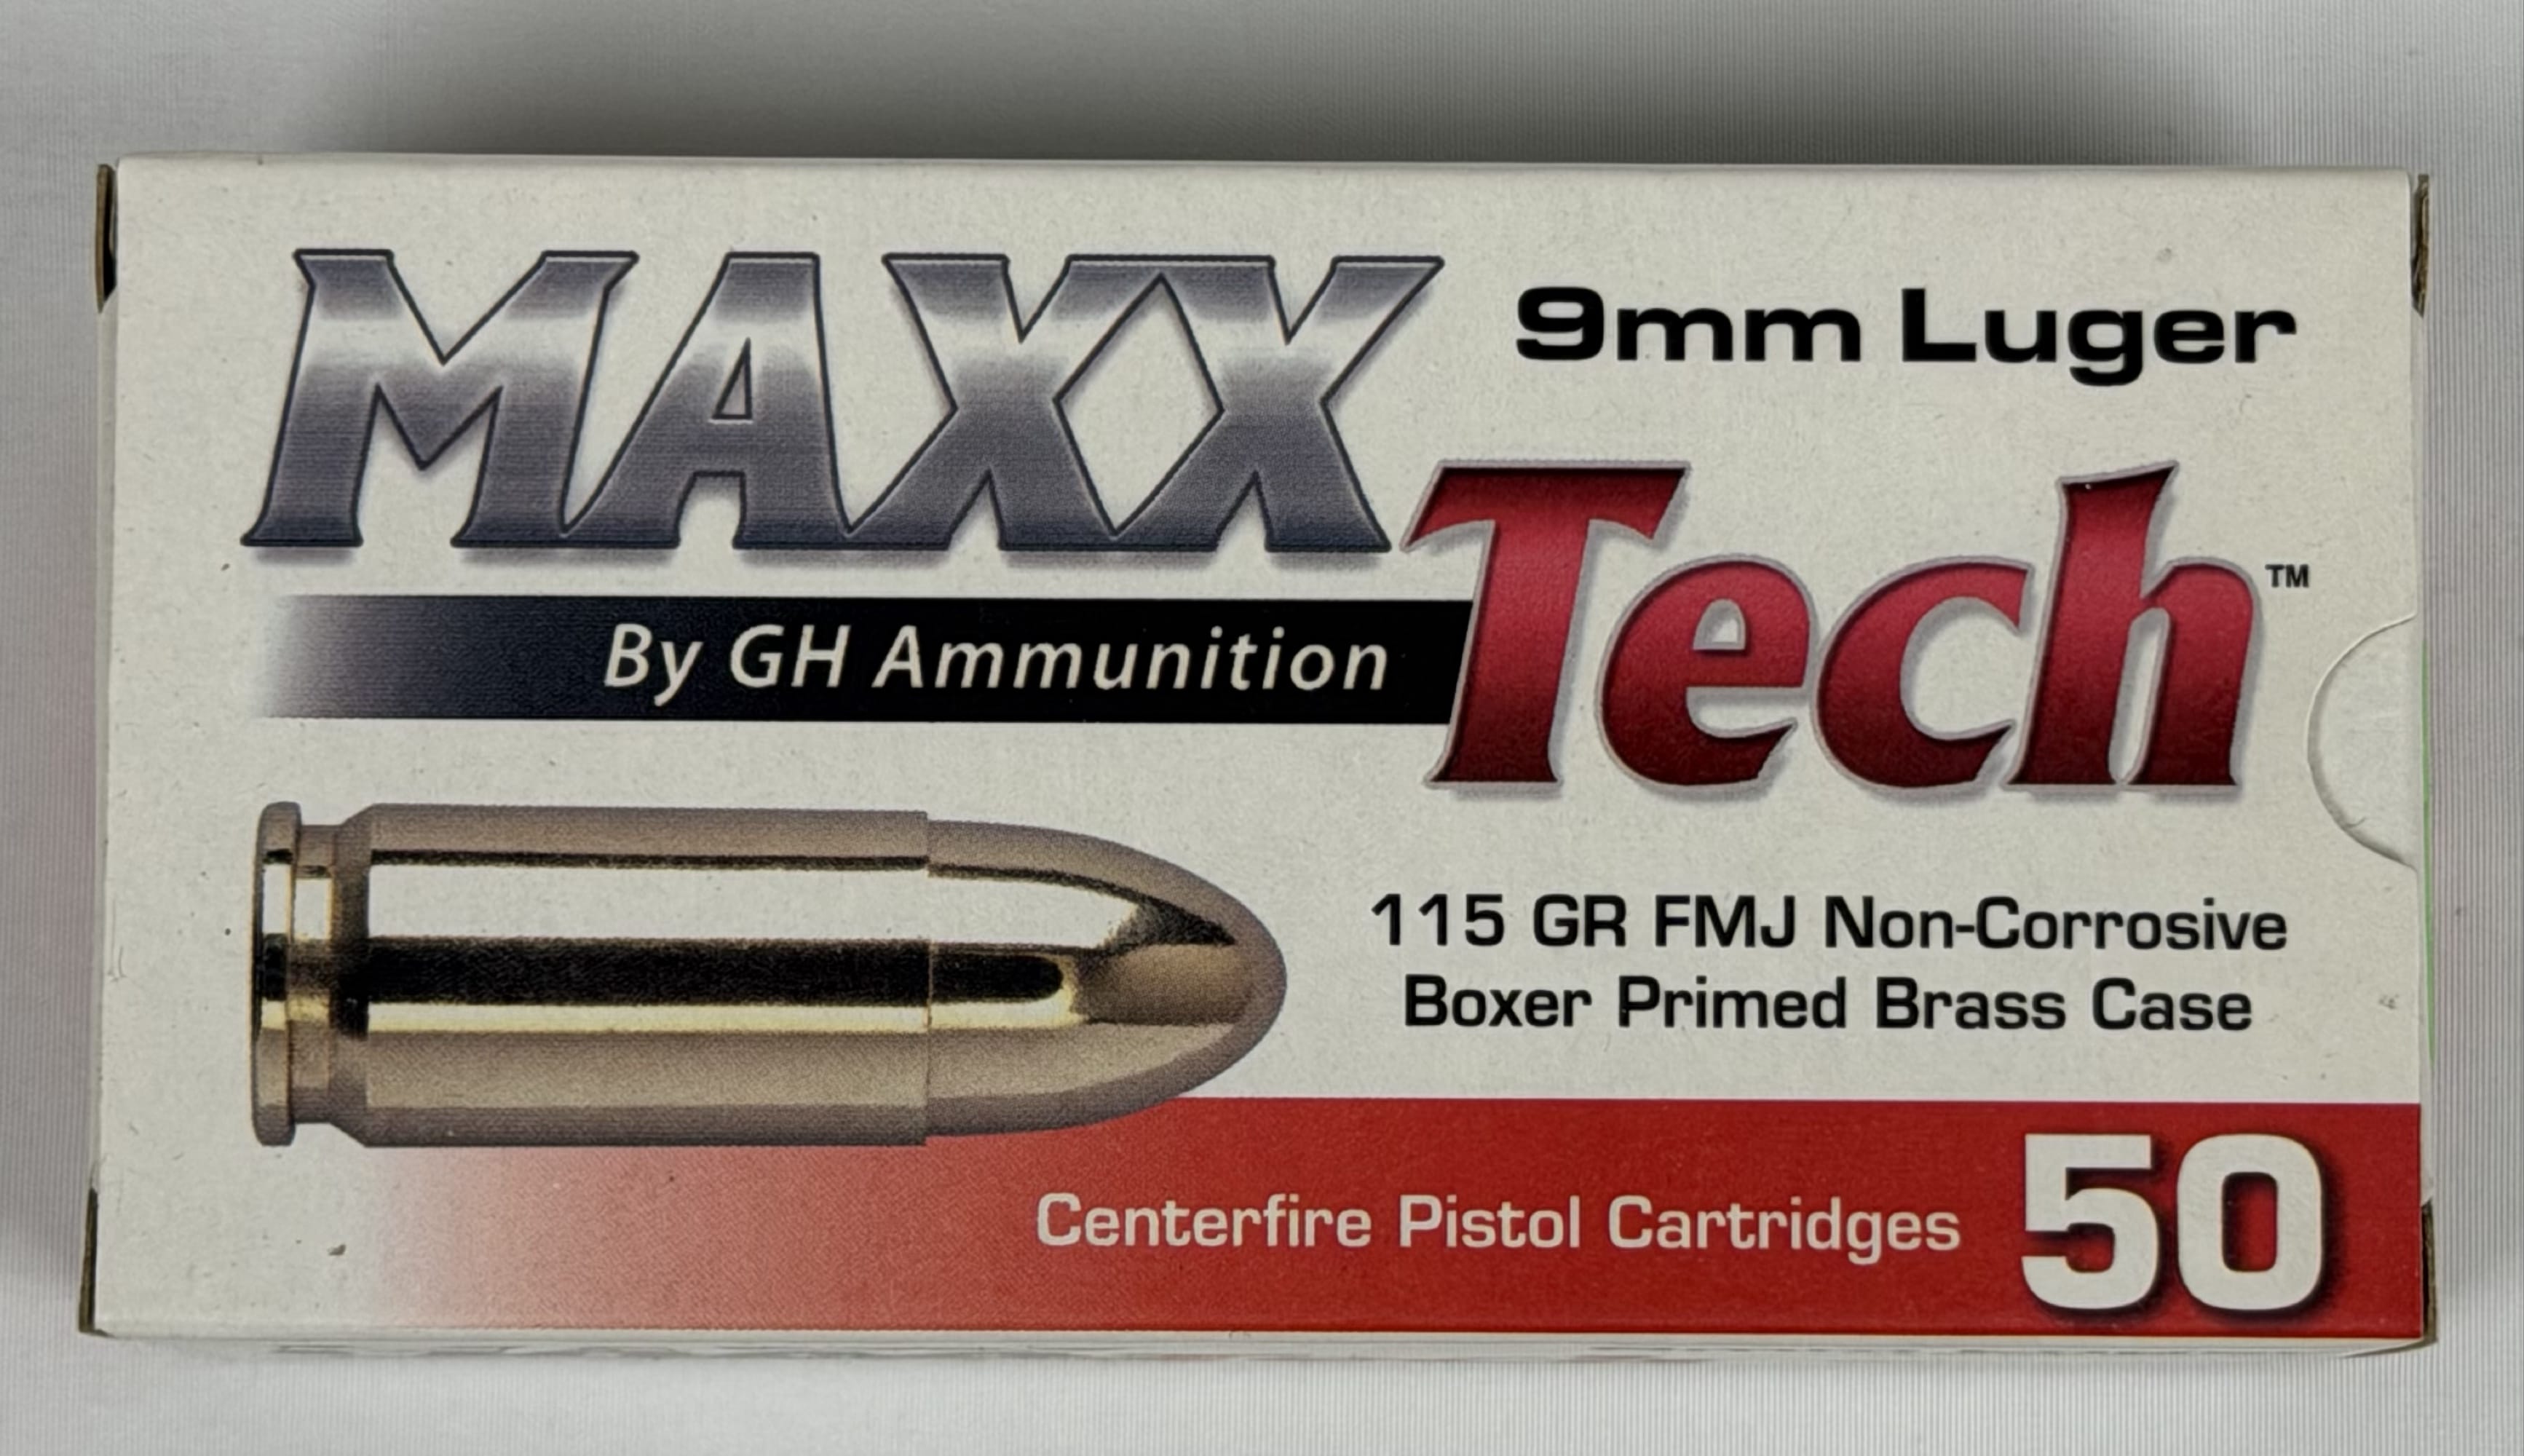 MAXX
9mm Luger
Tech™
By GH Ammunition
115 GR FMJ Non-Corrosive
Boxer Primed Brass Case
Centerfire Pistol Cartridges 50